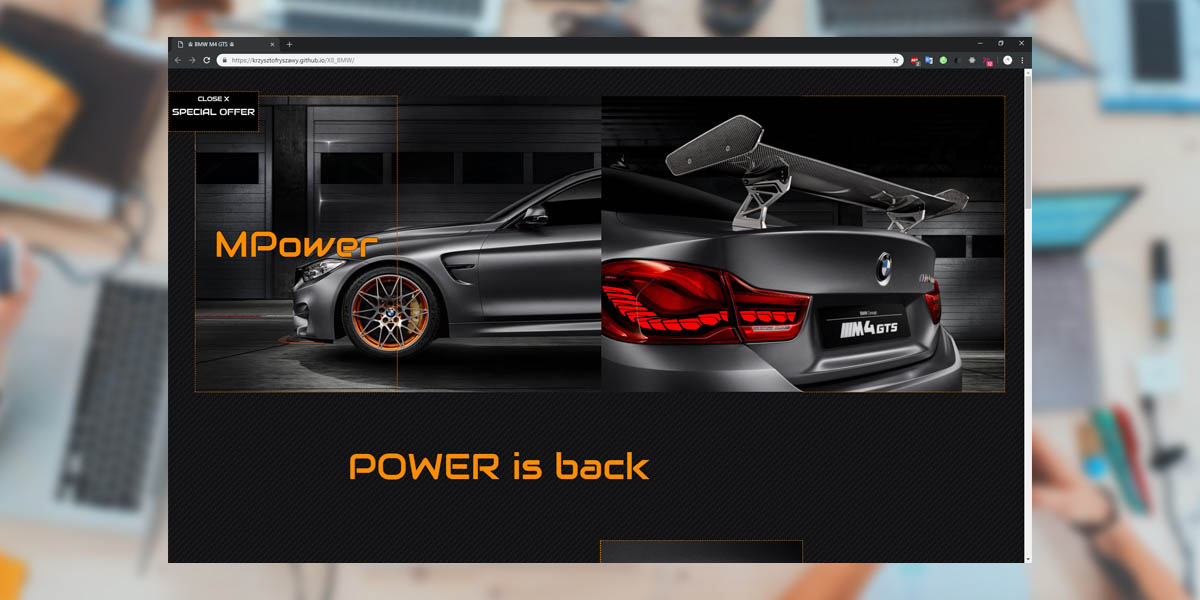 BMW M4 GTS
https://krzysztofryszawy.github.io/X8_BMW/
CLOSE X
SPECIAL OFFER
MPower
M4 GTS
POWER is back